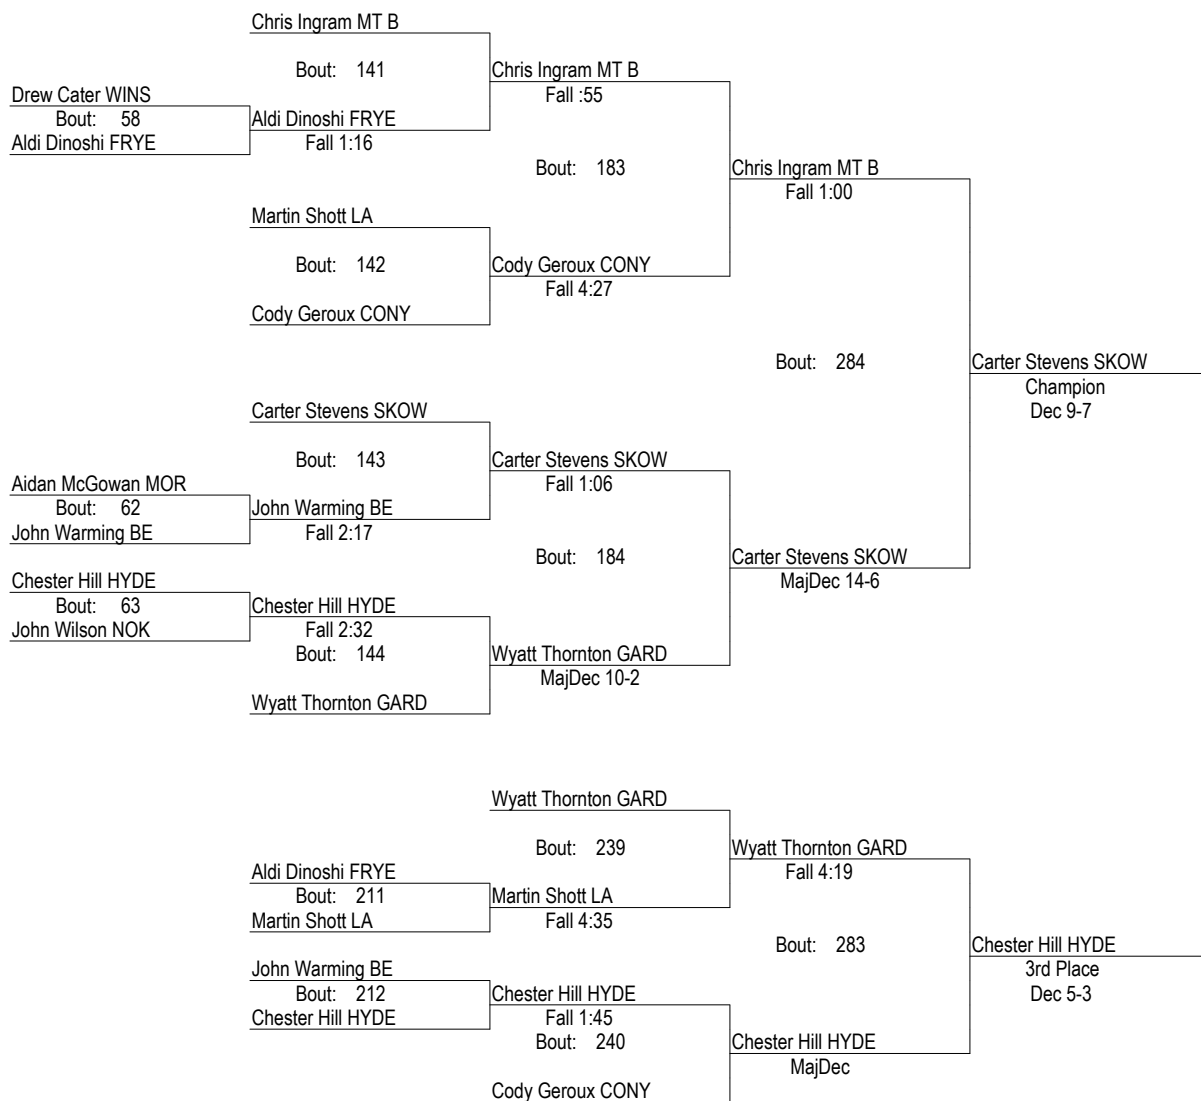 Chris Ingram MT B
Bout: 141
Chris Ingram MT B
Fall :55
Drew Cater WINS
Bout: 58
Aldi Dinoshi FRYE
Aldi Dinoshi FRYE
Fall 1:16
Bout: 183
Chris Ingram MT B
Fall 1:00
Martin Shott LA
Bout: 142
Cody Geroux CONY
Fall 4:27
Cody Geroux CONY
Bout: 284
Carter Stevens SKOW
Champion
Dec 9-7
Carter Stevens SKOW
Bout: 143
Carter Stevens SKOW
Fall 1:06
Aidan McGowan MOR
Bout: 62
John Warming BE
John Warming BE
Fall 2:17
Bout: 184
Carter Stevens SKOW
MajDec 14-6
Chester Hill HYDE
Bout: 63
John Wilson NOK
Chester Hill HYDE
Fall 2:32
Bout: 144
Wyatt Thornton GARD
MajDec 10-2
Wyatt Thornton GARD
Wyatt Thornton GARD
Bout: 239
Wyatt Thornton GARD
Fall 4:19
Aldi Dinoshi FRYE
Bout: 211
Martin Shott LA
Martin Shott LA
Fall 4:35
Bout: 283
Chester Hill HYDE
3rd Place
Dec 5-3
John Warming BE
Bout: 212
Chester Hill HYDE
Chester Hill HYDE
Fall 1:45
Bout: 240
Chester Hill HYDE
MajDec
Cody Geroux CONY